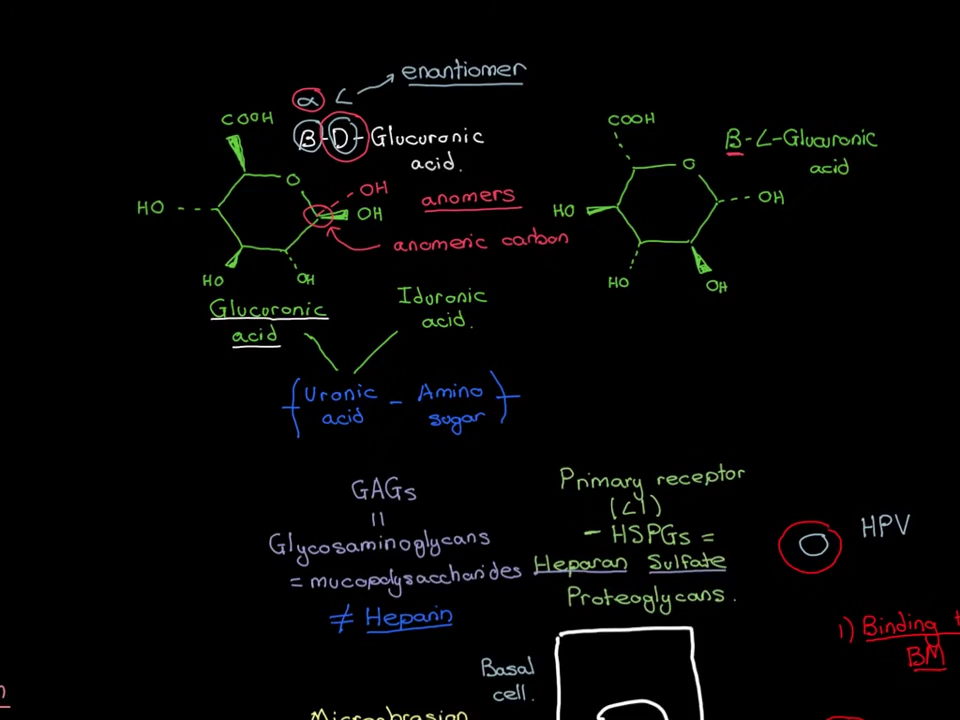 enantiomer
α L
β-D-Glucuronic
acid.
COOH
O
HO
OH
OH
HO
OH
anomers
anomeric carbon
COOH
O
HO
OH
HO
OH
β-L-Glucuronic
acid
Glucuronic
acid
Iduronic
acid.
(Uronic - Amino)
acid sugar
GAGs
=
Glycosaminoglycans
= mucopolysaccharides
≠ Heparin
Primary receptor
(L1)
- HSPGs =
Heparan Sulfate
Proteoglycans.
HPV
1) Binding
BM
Basal
cell.
Microabrasion